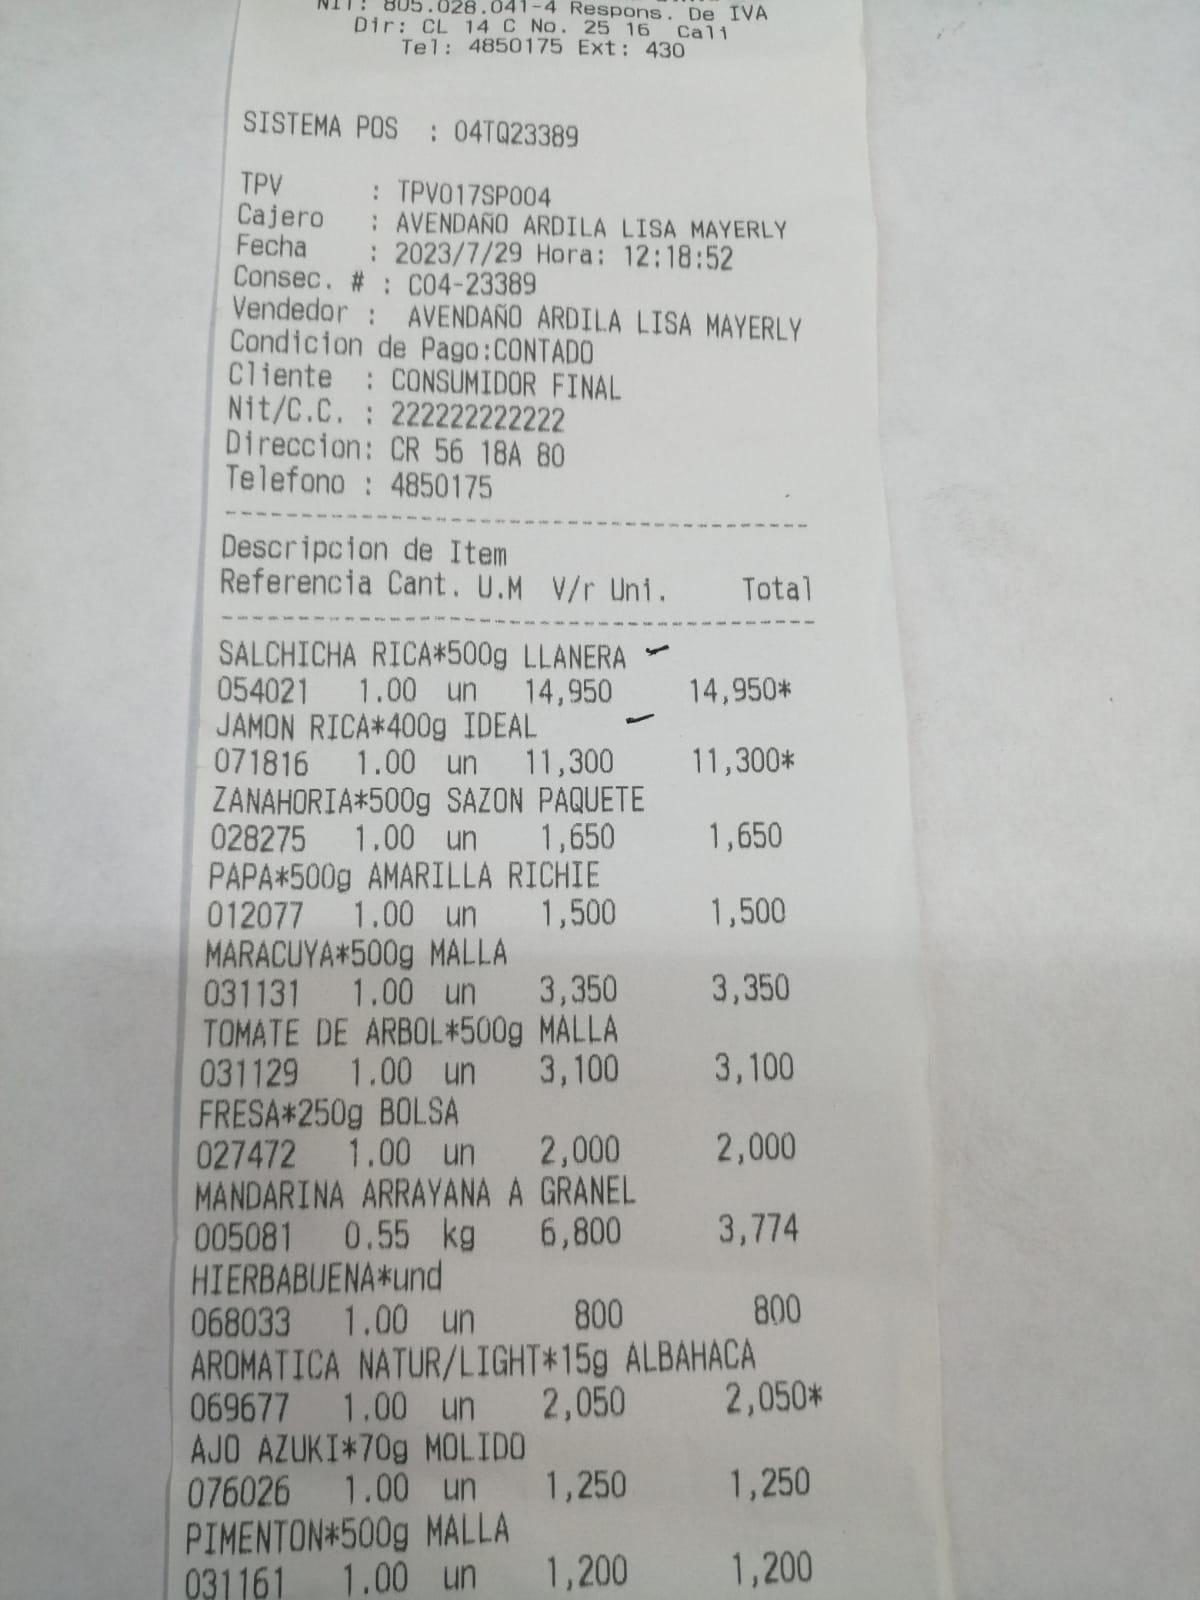 NIT: 805.028.041-4 Respons. De IVA
Dir: CL 14 C No. 25 16 Cali
Tel: 4850175 Ext: 430
SISTEMA POS : 04TQ23389
TPV : TPV017SP004
Cajero : AVENDAÑO ARDILA LISA MAYERLY
Fecha : 2023/7/29 Hora: 12:18:52
Consec. # : C04-23389
Vendedor : AVENDAÑO ARDILA LISA MAYERLY
Condicion de Pago:CONTADO
Cliente : CONSUMIDOR FINAL
Nit/C.C. : 222222222222
Direccion: CR 56 18A 80
Telefono : 4850175
Descripcion de Item
Referencia Cant. U.M V/r Uni. Total
SALCHICHA RICA*500g LLANERA
054021 1.00 un 14,950 14,950*
JAMON RICA*400g IDEAL
071816 1.00 un 11,300 11,300*
ZANAHORIA*500g SAZON PAQUETE
028275 1.00 un 1,650 1,650
PAPA*500g AMARILLA RICHIE
012077 1.00 un 1,500 1,500
MARACUYA*500g MALLA
031131 1.00 un 3,350 3,350
TOMATE DE ARBOL*500g MALLA
031129 1.00 un 3,100 3,100
FRESA*250g BOLSA
027472 1.00 un 2,000 2,000
MANDARINA ARRAYANA A GRANEL
005081 0.55 kg 6,800 3,774
HIERBABUENA*und
068033 1.00 un 800 800
AROMATICA NATUR/LIGHT*15g ALBAHACA
069677 1.00 un 2,050 2,050*
AJO AZUKI*70g MOLIDO
076026 1.00 un 1,250 1,250
PIMENTON*500g MALLA
031161 1.00 un 1,200 1,200